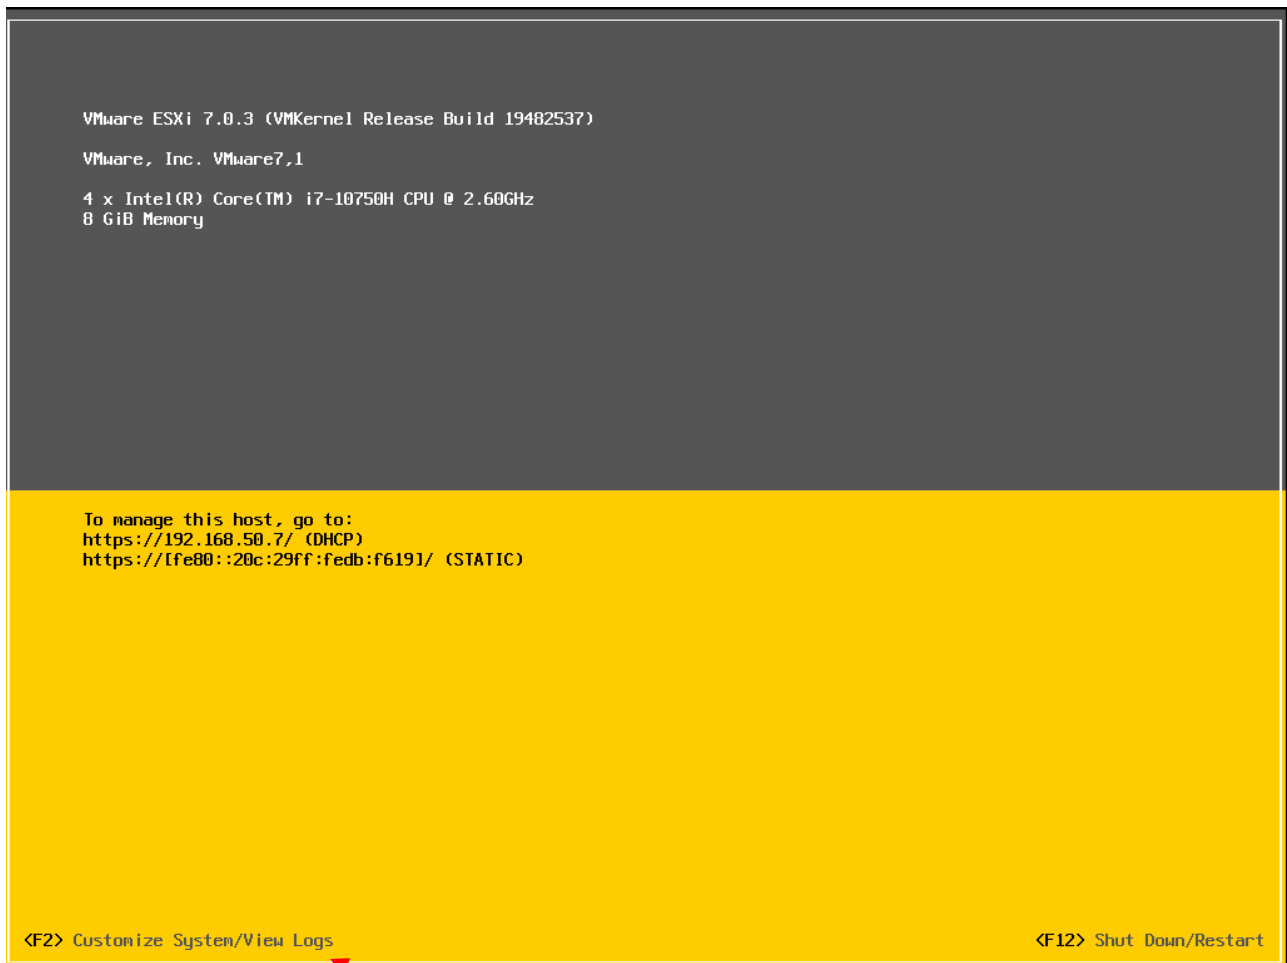 VMware ESXi 7.0.3 (VMKernel Release Build 19482537)
VMware, Inc. VMware7,1
4 x Intel(R) Core(TM) i7-10750H CPU @ 2.60GHz
8 GiB Memory
To manage this host, go to:
https://192.168.50.7/ (DHCP)
https://[fe80::20c:29ff:fedb:f619]/ (STATIC)
<F2> Customize System/View Logs
<F12> Shut Down/Restart